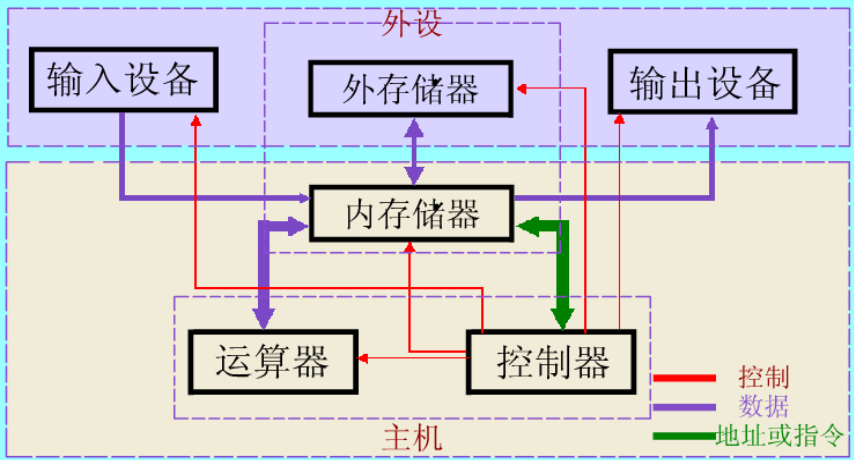 外设
输入设备
外存储器
输出设备
内存储器
运算器
控制器
控制
数据
地址或指令
主机